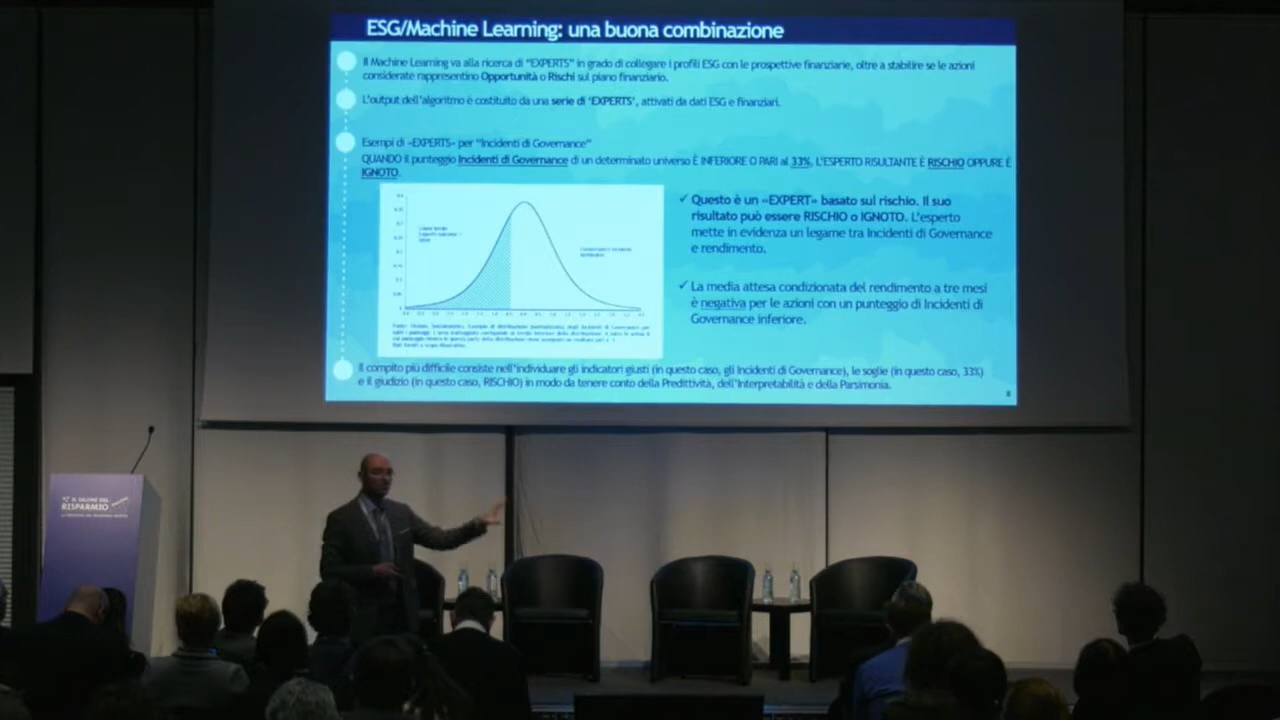 ESG/Machine Learning: una buona combinazione
Il Machine Learning va alla ricerca di “EXPERTS” in grado di collegare i profili ESG con le prospettive finanziarie, oltre a stabilire se le azioni
considerate rappresentino Opportunità o Rischi sul piano finanziario.
L’output dell’algoritmo è costituito da una serie di ‘EXPERTS’, attivati da dati ESG e finanziari.
Esempi di «EXPERTS» per “Incidenti di Governance”
QUANDO il punteggio Incidenti di Governance di un determinato universo È INFERIORE O PARI al 33%, L’ESPERTO RISULTANTE È RISCHIO OPPURE È
IGNOTO.
✓ Questo è un «EXPERT» basato sul rischio. Il suo
risultato può essere RISCHIO o IGNOTO. L’esperto
mette in evidenza un legame tra Incidenti di Governance
e rendimento.
✓ La media attesa condizionata del rendimento a tre mesi
è negativa per le azioni con un punteggio di Incidenti di
Governance inferiore.
Il compito più difficile consiste nell’individuare gli indicatori giusti (in questo caso, gli Incidenti di Governance), le soglie (in questo caso, 33%)
e il giudizio (in questo caso, RISCHIO) in modo da tenere conto della Predittività, dell’Interpretabilità e della Parsimonia.
8
IL SALONE DEL
RISPARMIO